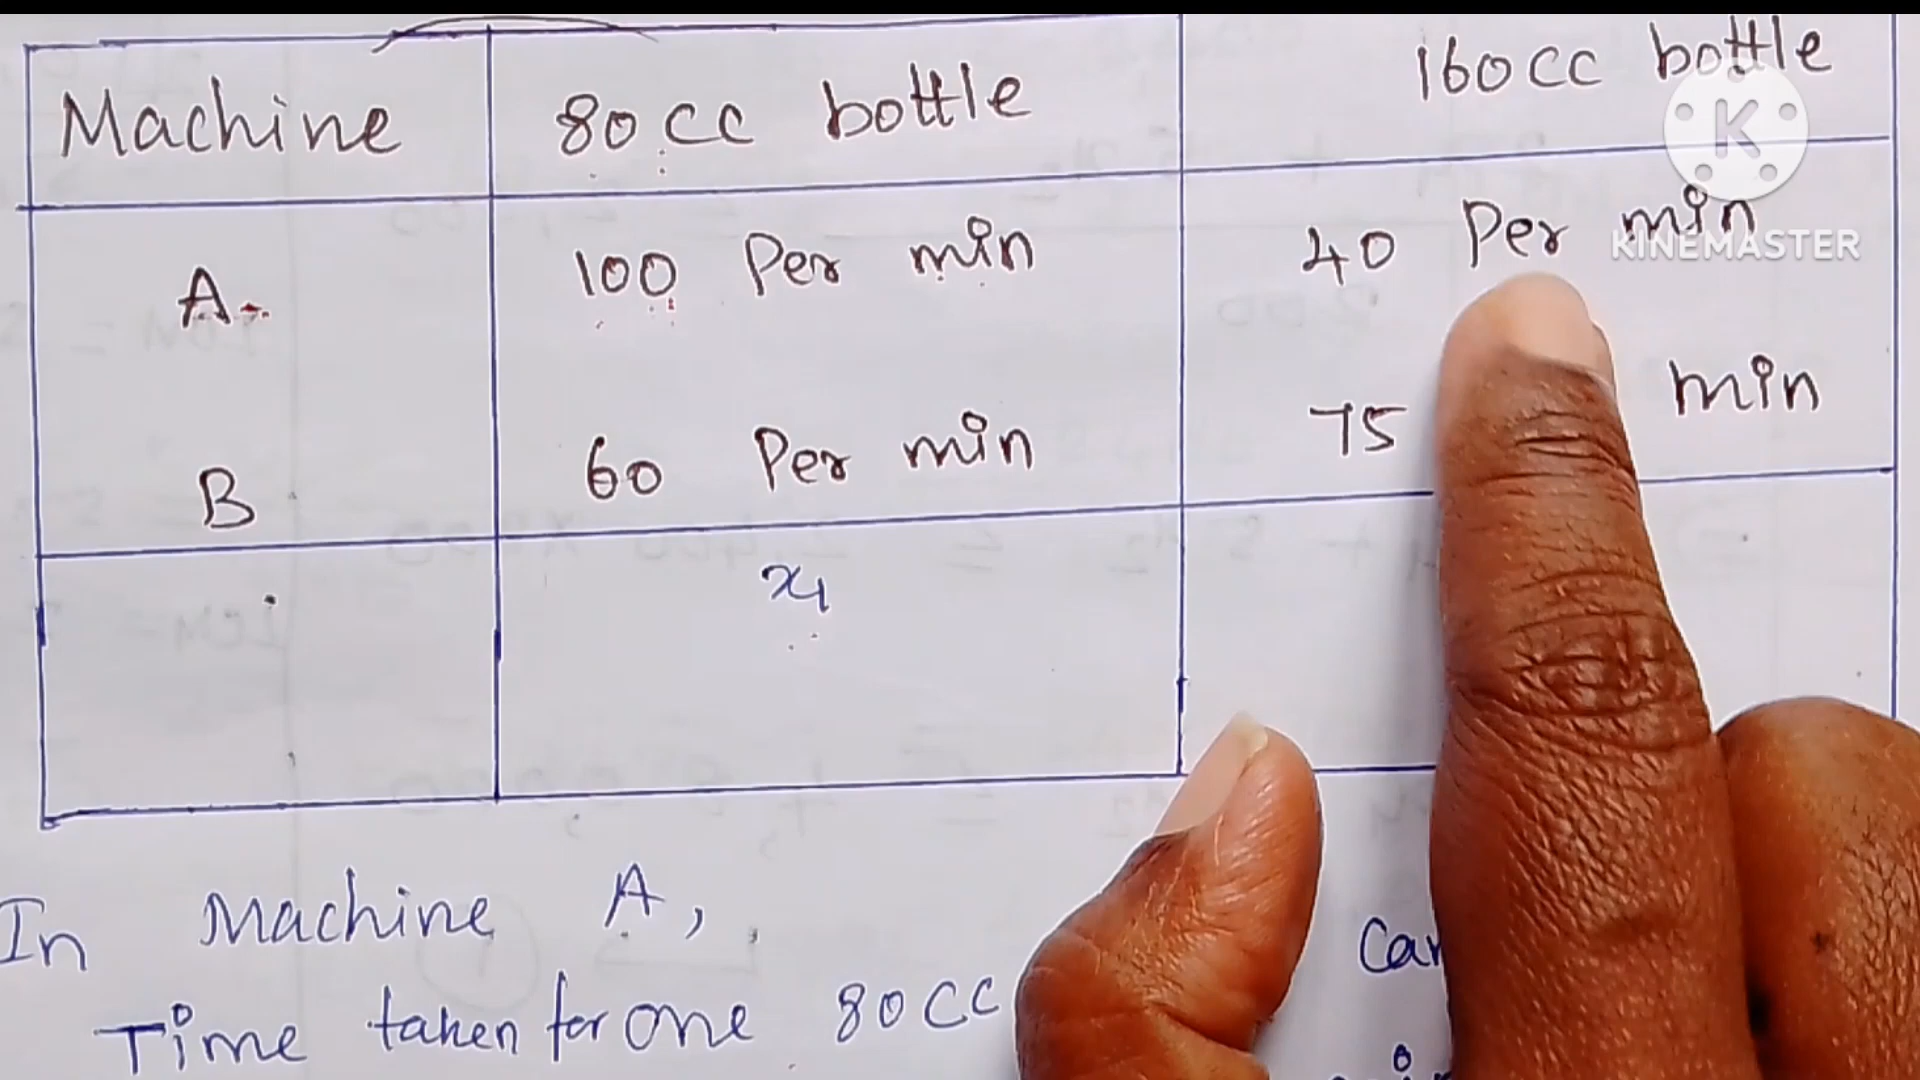 Machine 80 cc bottle 160 cc bottle
K
KINEMASTER
A 100 Per min 40 Per min
B 60 Per min 75 min
x1
In Machine A,
Time taken for one 80 CC